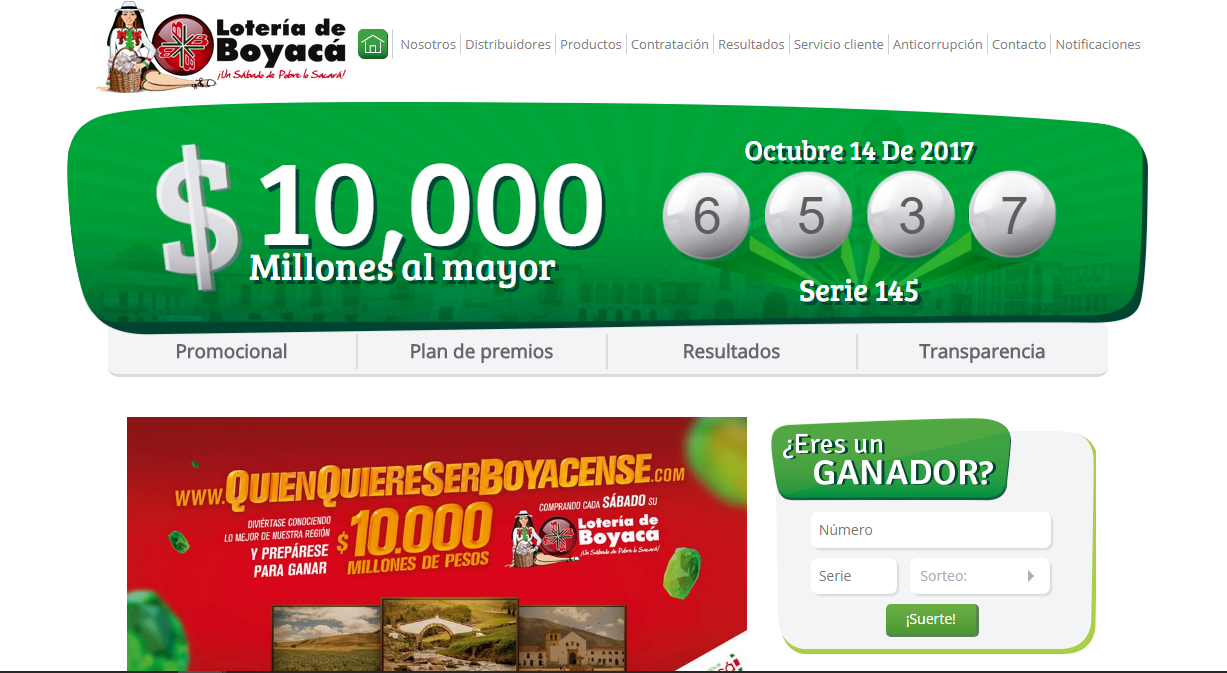 Lotería de
Boyacá
¡Un Sábado de Pobre lo Sacará!
Nosotros
Distribuidores
Productos
Contratación
Resultados
Servicio cliente
Anticorrupción
Contacto
Notificaciones
$ 10,000
Millones al mayor
Octubre 14 De 2017
6 5 3 7
Serie 145
Promocional
Plan de premios
Resultados
Transparencia
WWW.QUIENQUIERESERBOYACENSE.COM
DIVIÉRTASE CONOCIENDO
LO MEJOR DE NUESTRA REGIÓN
Y PREPÁRESE
PARA GANAR
$10.000
MILLONES DE PESOS
COMPRANDO CADA SÁBADO SU
Lotería de
Boyacá
¡Un Sábado de Pobre lo Sacará!
¿Eres un
GANADOR?
Número
Serie
Sorteo:
¡Suerte!